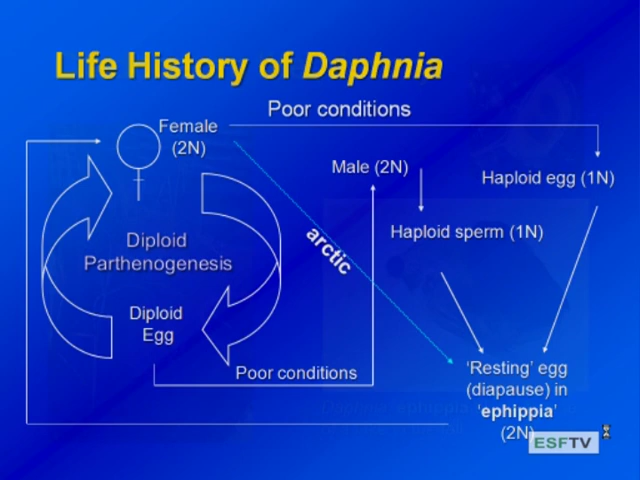 Life History of Daphnia
Poor conditions
Female
(2N)
Male (2N)
Haploid egg (1N)
Haploid sperm (1N)
arctic
Diploid
Parthenogenesis
Diploid
Egg
Poor conditions
'Resting' egg
(diapause) in
'ephippia'
(2N)
ESFTV